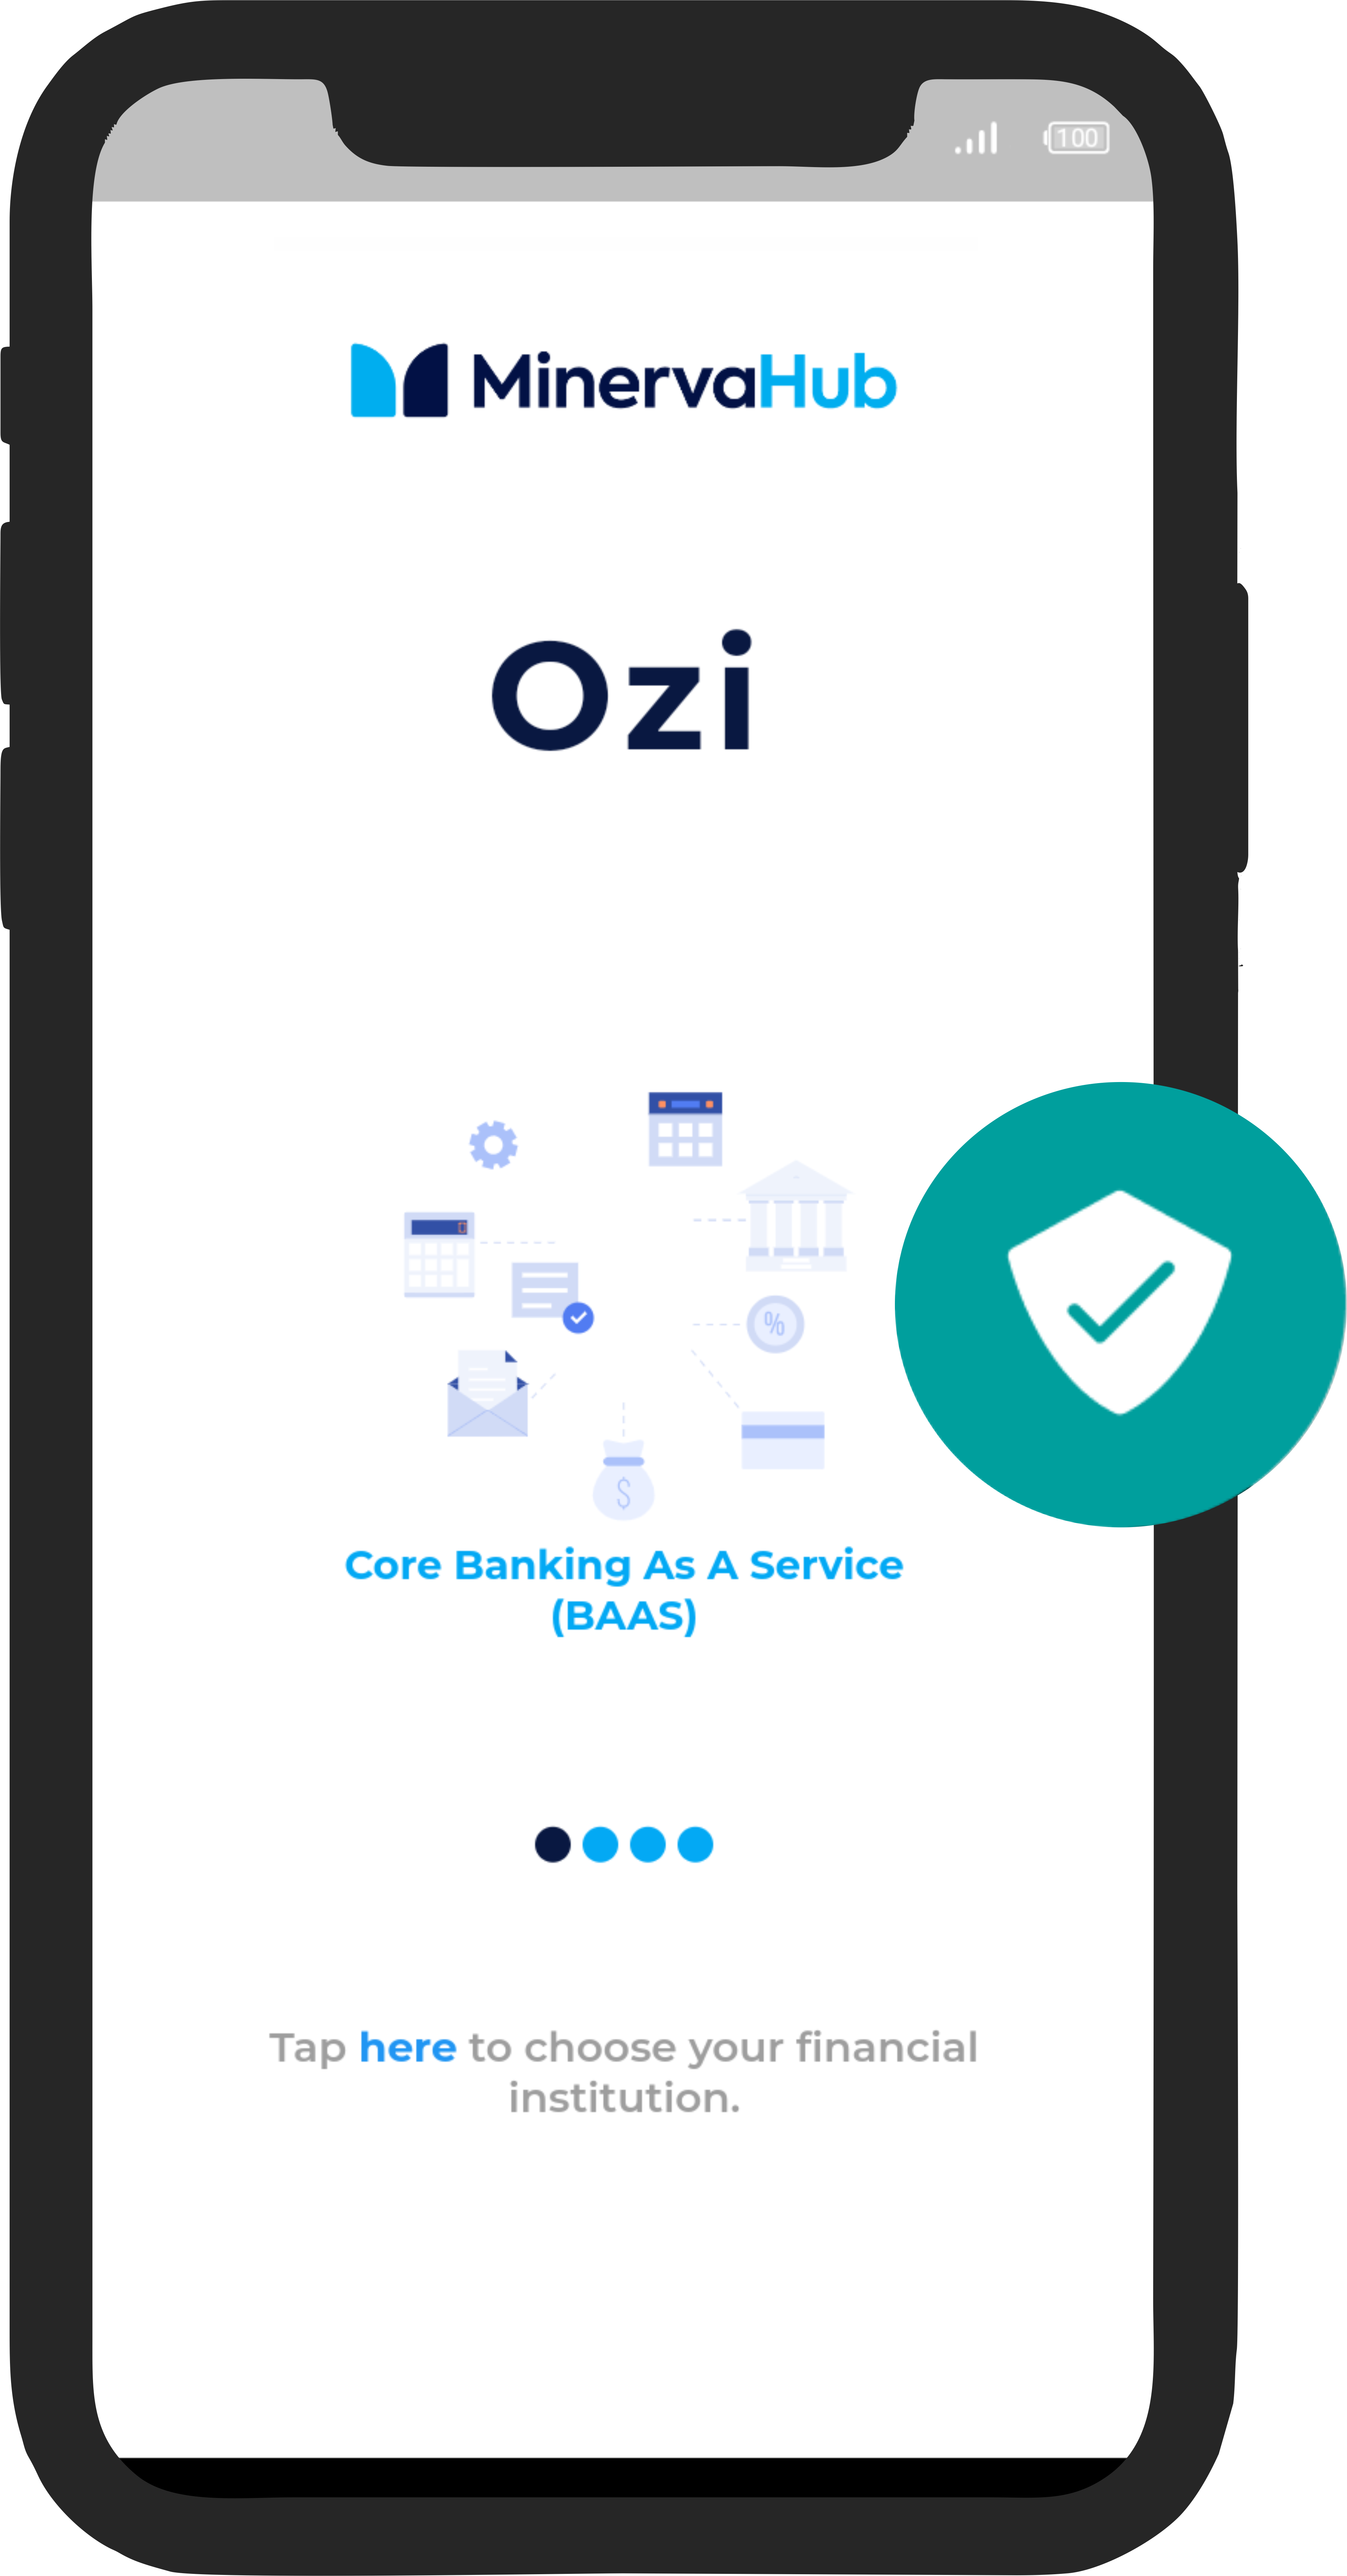 100
MinervaHub
Ozi
%
$
Core Banking As A Service
(BAAS)
Tap here to choose your financial
institution.